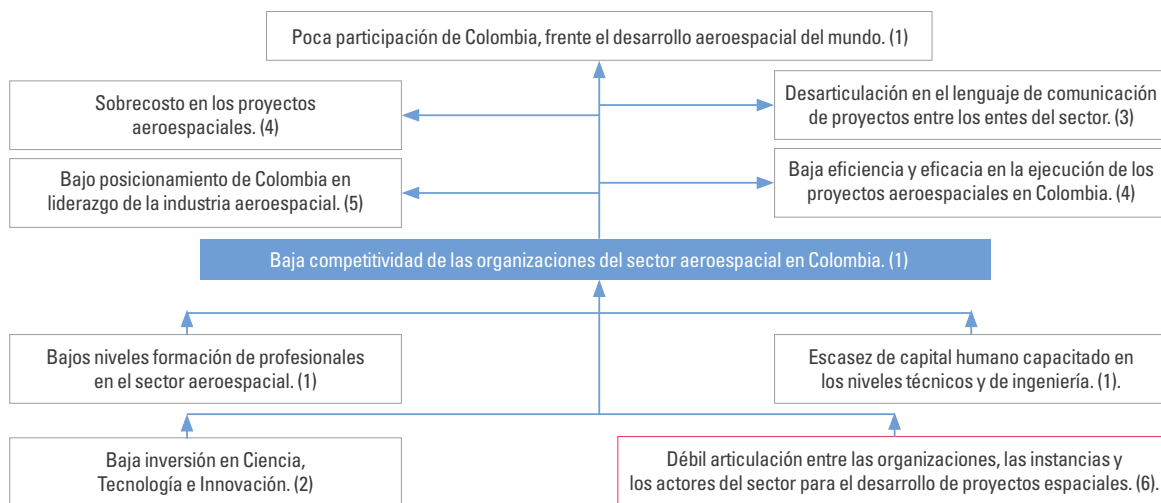 Poca participación de Colombia, frente el desarrollo aeroespacial del mundo. (1)
Sobrecosto en los proyectos
aeroespaciales. (4)
Desarticulación en el lenguaje de comunicación
de proyectos entre los entes del sector. (3)
Bajo posicionamiento de Colombia en
liderazgo de la industria aeroespacial. (5)
Baja eficiencia y eficacia en la ejecución de los
proyectos aeroespaciales en Colombia. (4)
Baja competitividad de las organizaciones del sector aeroespacial en Colombia. (1)
Bajos niveles formación de profesionales
en el sector aeroespacial. (1)
Escasez de capital humano capacitado en
los niveles técnicos y de ingeniería. (1).
Baja inversión en Ciencia,
Tecnología e Innovación. (2)
Débil articulación entre las organizaciones, las instancias y
los actores del sector para el desarrollo de proyectos espaciales. (6).